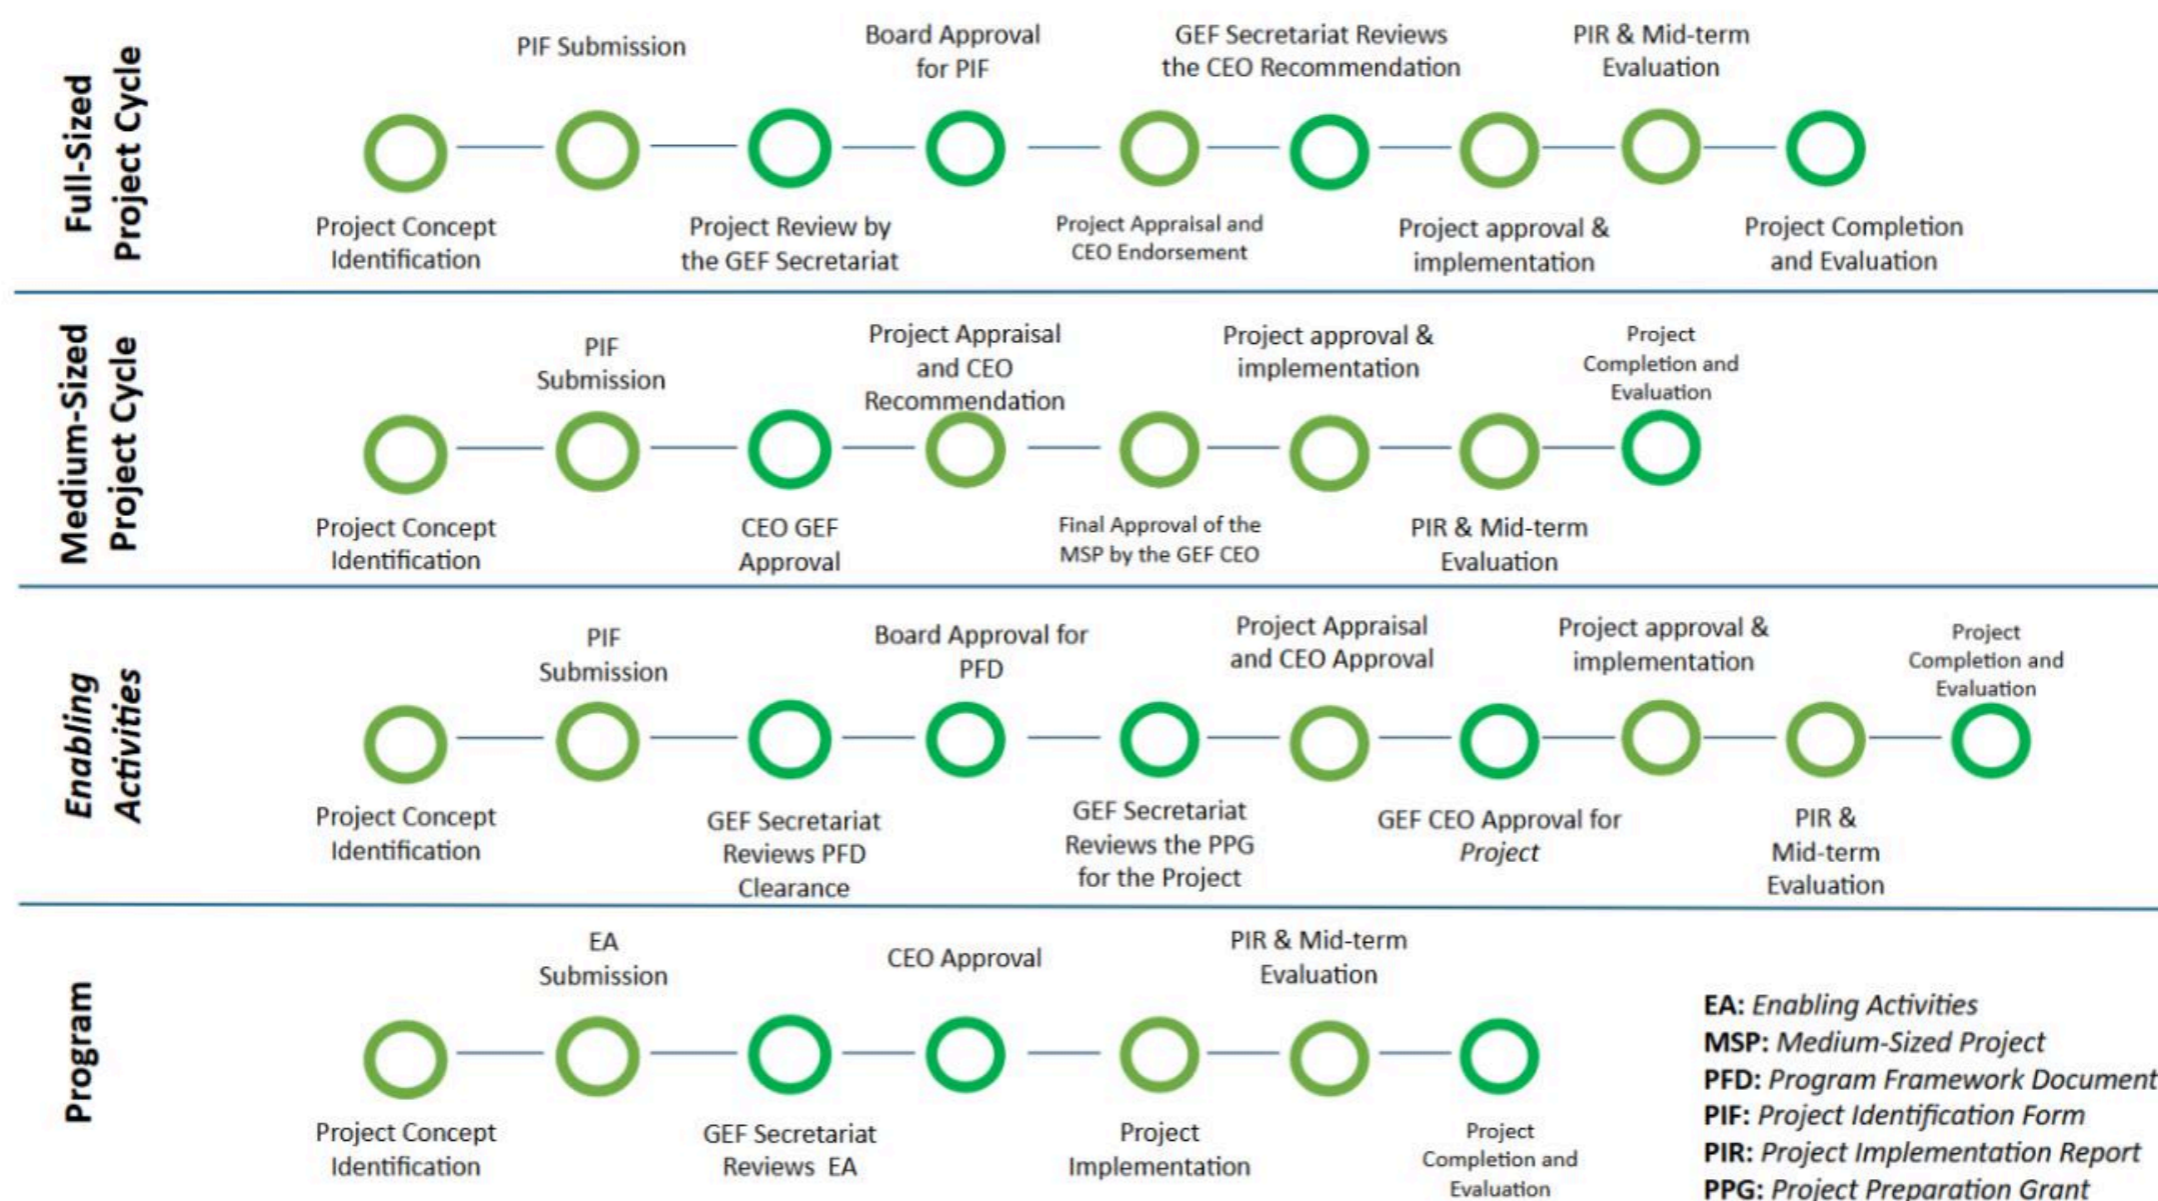 Full-Sized
Project Cycle
Project Concept
Identification
PIF Submission
Project Review by
the GEF Secretariat
Board Approval
for PIF
Project Appraisal and
CEO Endorsement
GEF Secretariat Reviews
the CEO Recommendation
Project approval &
implementation
PIR & Mid-term
Evaluation
Project Completion
and Evaluation
Medium-Sized
Project Cycle
Project Concept
Identification
PIF
Submission
CEO GEF
Approval
Project Appraisal
and CEO
Recommendation
Final Approval of the
MSP by the GEF CEO
Project approval &
implementation
PIR & Mid-term
Evaluation
Project
Completion and
Evaluation
Enabling
Activities
Project Concept
Identification
PIF
Submission
GEF Secretariat
Reviews PFD
Clearance
Board Approval for
PFD
GEF Secretariat
Reviews the PPG
for the Project
Project Appraisal
and CEO Approval
GEF CEO Approval for
Project
Project approval &
implementation
PIR &
Mid-term
Evaluation
Project
Completion and
Evaluation
Program
Project Concept
Identification
EA
Submission
GEF Secretariat
Reviews EA
CEO Approval
Project
Implementation
PIR & Mid-term
Evaluation
Project
Completion and
Evaluation
EA: Enabling Activities
MSP: Medium-Sized Project
PFD: Program Framework Document
PIF: Project Identification Form
PIR: Project Implementation Report
PPG: Project Preparation Grant